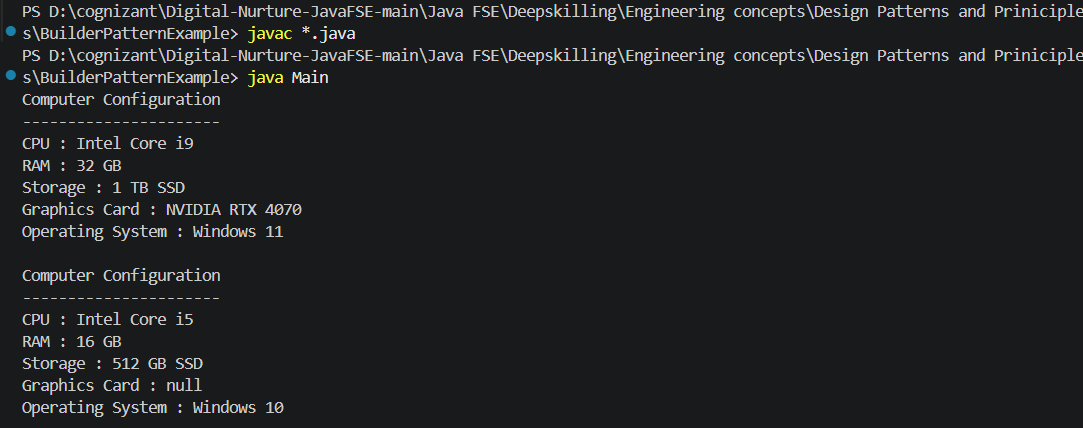 PS D:\cognizant\Digital-Nurture-JavaFSE-main\Java FSE\Deepskilling\Engineering concepts\Design Patterns and Priniciple
s\BuilderPatternExample> javac *.java
PS D:\cognizant\Digital-Nurture-JavaFSE-main\Java FSE\Deepskilling\Engineering concepts\Design Patterns and Priniciple
s\BuilderPatternExample> java Main
Computer Configuration
----------------------
CPU : Intel Core i9
RAM : 32 GB
Storage : 1 TB SSD
Graphics Card : NVIDIA RTX 4070
Operating System : Windows 11

Computer Configuration
----------------------
CPU : Intel Core i5
RAM : 16 GB
Storage : 512 GB SSD
Graphics Card : null
Operating System : Windows 10